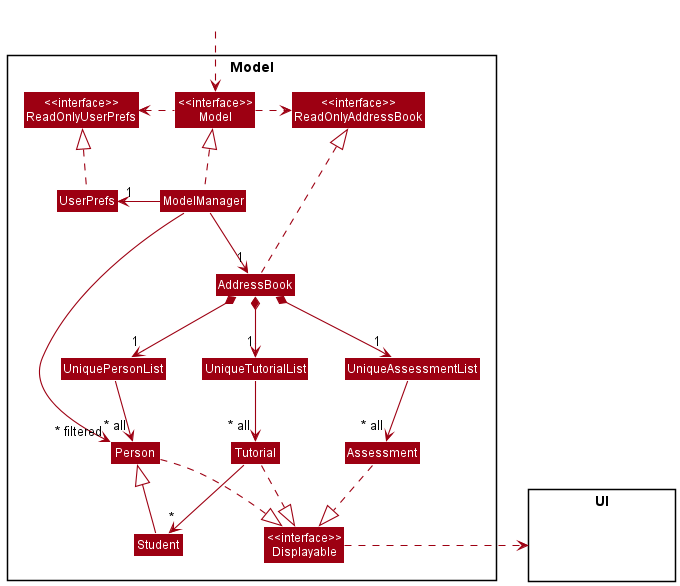 Model
<<interface>>
ReadOnlyUserPrefs
<<interface>>
Model
<<interface>>
ReadOnlyAddressBook
UserPrefs
1
ModelManager
1
AddressBook
1
1
1
UniquePersonList
UniqueTutorialList
UniqueAssessmentList
* filtered
* all
* all
* all
Person
Tutorial
Assessment
*
Student
<<interface>>
Displayable
UI